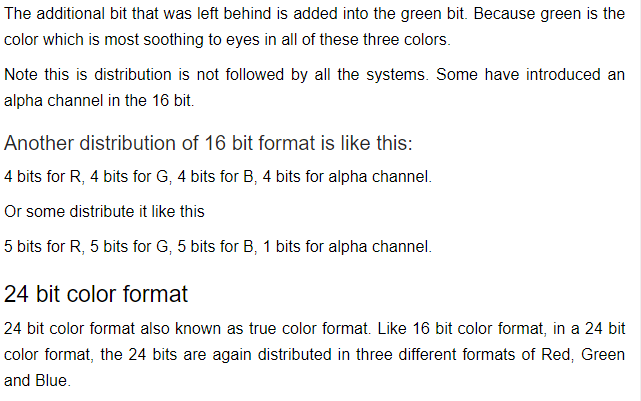 The additional bit that was left behind is added into the green bit. Because green is the
color which is most soothing to eyes in all of these three colors.
Note this is distribution is not followed by all the systems. Some have introduced an
alpha channel in the 16 bit.
Another distribution of 16 bit format is like this:
4 bits for R, 4 bits for G, 4 bits for B, 4 bits for alpha channel.
Or some distribute it like this
5 bits for R, 5 bits for G, 5 bits for B, 1 bits for alpha channel.
24 bit color format
24 bit color format also known as true color format. Like 16 bit color format, in a 24 bit
color format, the 24 bits are again distributed in three different formats of Red, Green
and Blue.